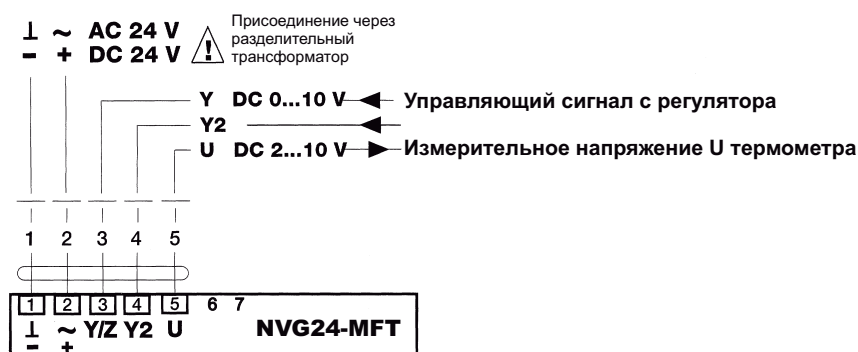 ⊥ ~ AC 24 V
– + DC 24 V
Присоединение через
разделительный
трансформатор
Y DC 0...10 V
Управляющий сигнал с регулятора
Y2
U DC 2...10 V
Измерительное напряжение U термометра
1 2 3 4 5
1 2 3 4 5 6 7
⊥ ~ Y/Z Y2 U
– +
NVG24-MFT